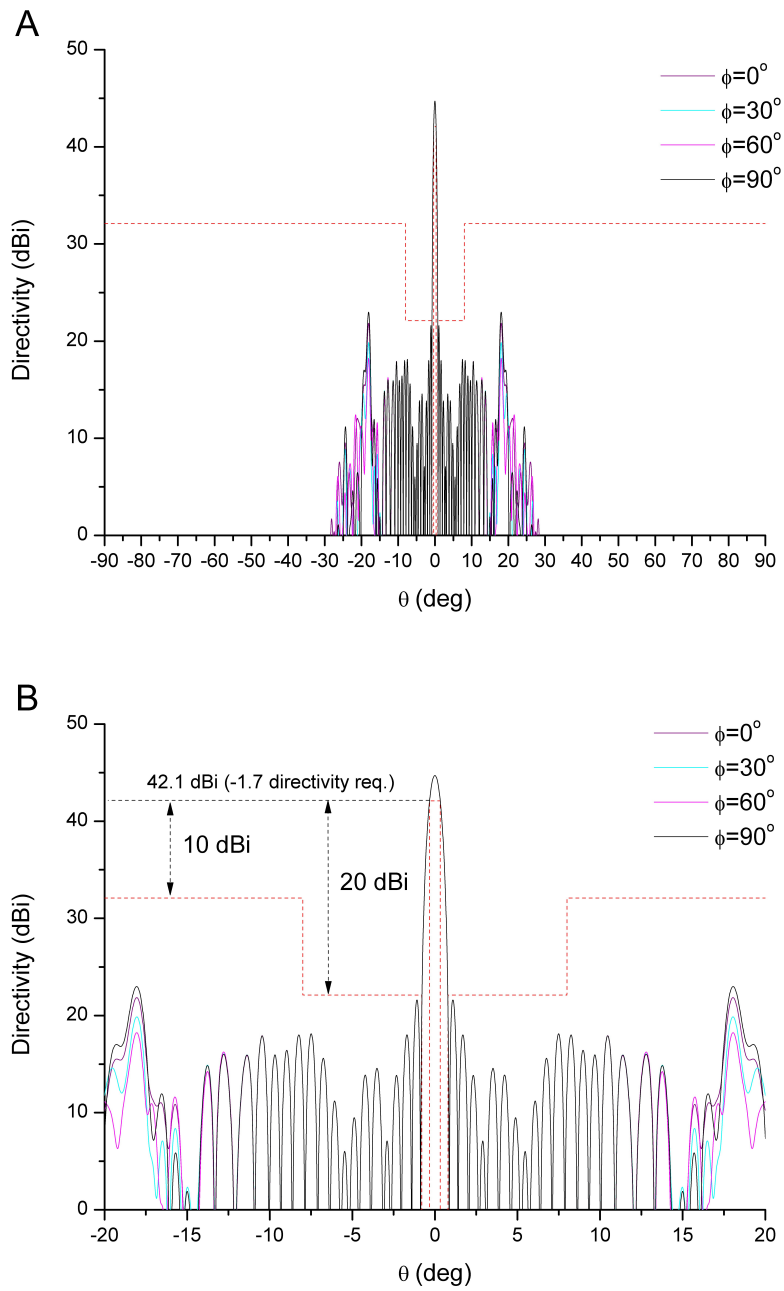 A
50
40
30
20
10
0
Directivity (dBi)
ϕ=0°
ϕ=30°
ϕ=60°
ϕ=90°
-90 -80 -70 -60 -50 -40 -30 -20 -10 0 10 20 30 40 50 60 70 80 90
θ (deg)
B
50
40
30
20
10
0
Directivity (dBi)
ϕ=0°
ϕ=30°
ϕ=60°
ϕ=90°
42.1 dBi (-1.7 directivity req.)
10 dBi
20 dBi
-20 -15 -10 -5 0 5 10 15 20
θ (deg)